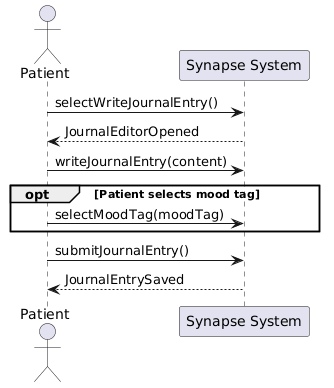 Patient
Synapse System
selectWriteJournalEntry()
JournalEditorOpened
writeJournalEntry(content)
opt [Patient selects mood tag]
selectMoodTag(moodTag)
submitJournalEntry()
JournalEntrySaved
Patient
Synapse System